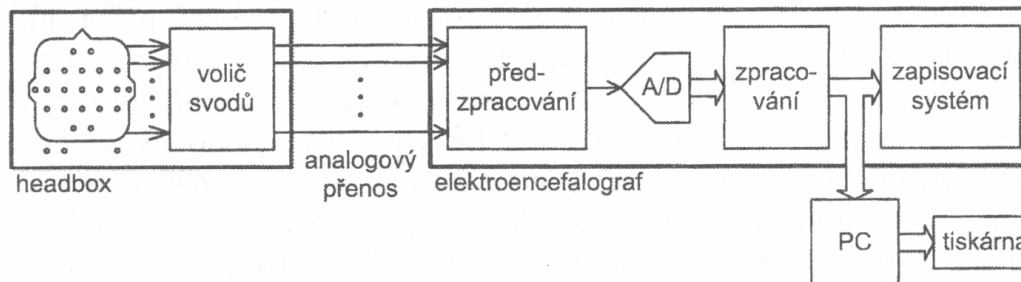 volič
svodů
headbox
analogový
přenos
před-
zpracování
A/D
zpraco-
vání
zapisovací
systém
elektroencefalograf
PC
tiskárna